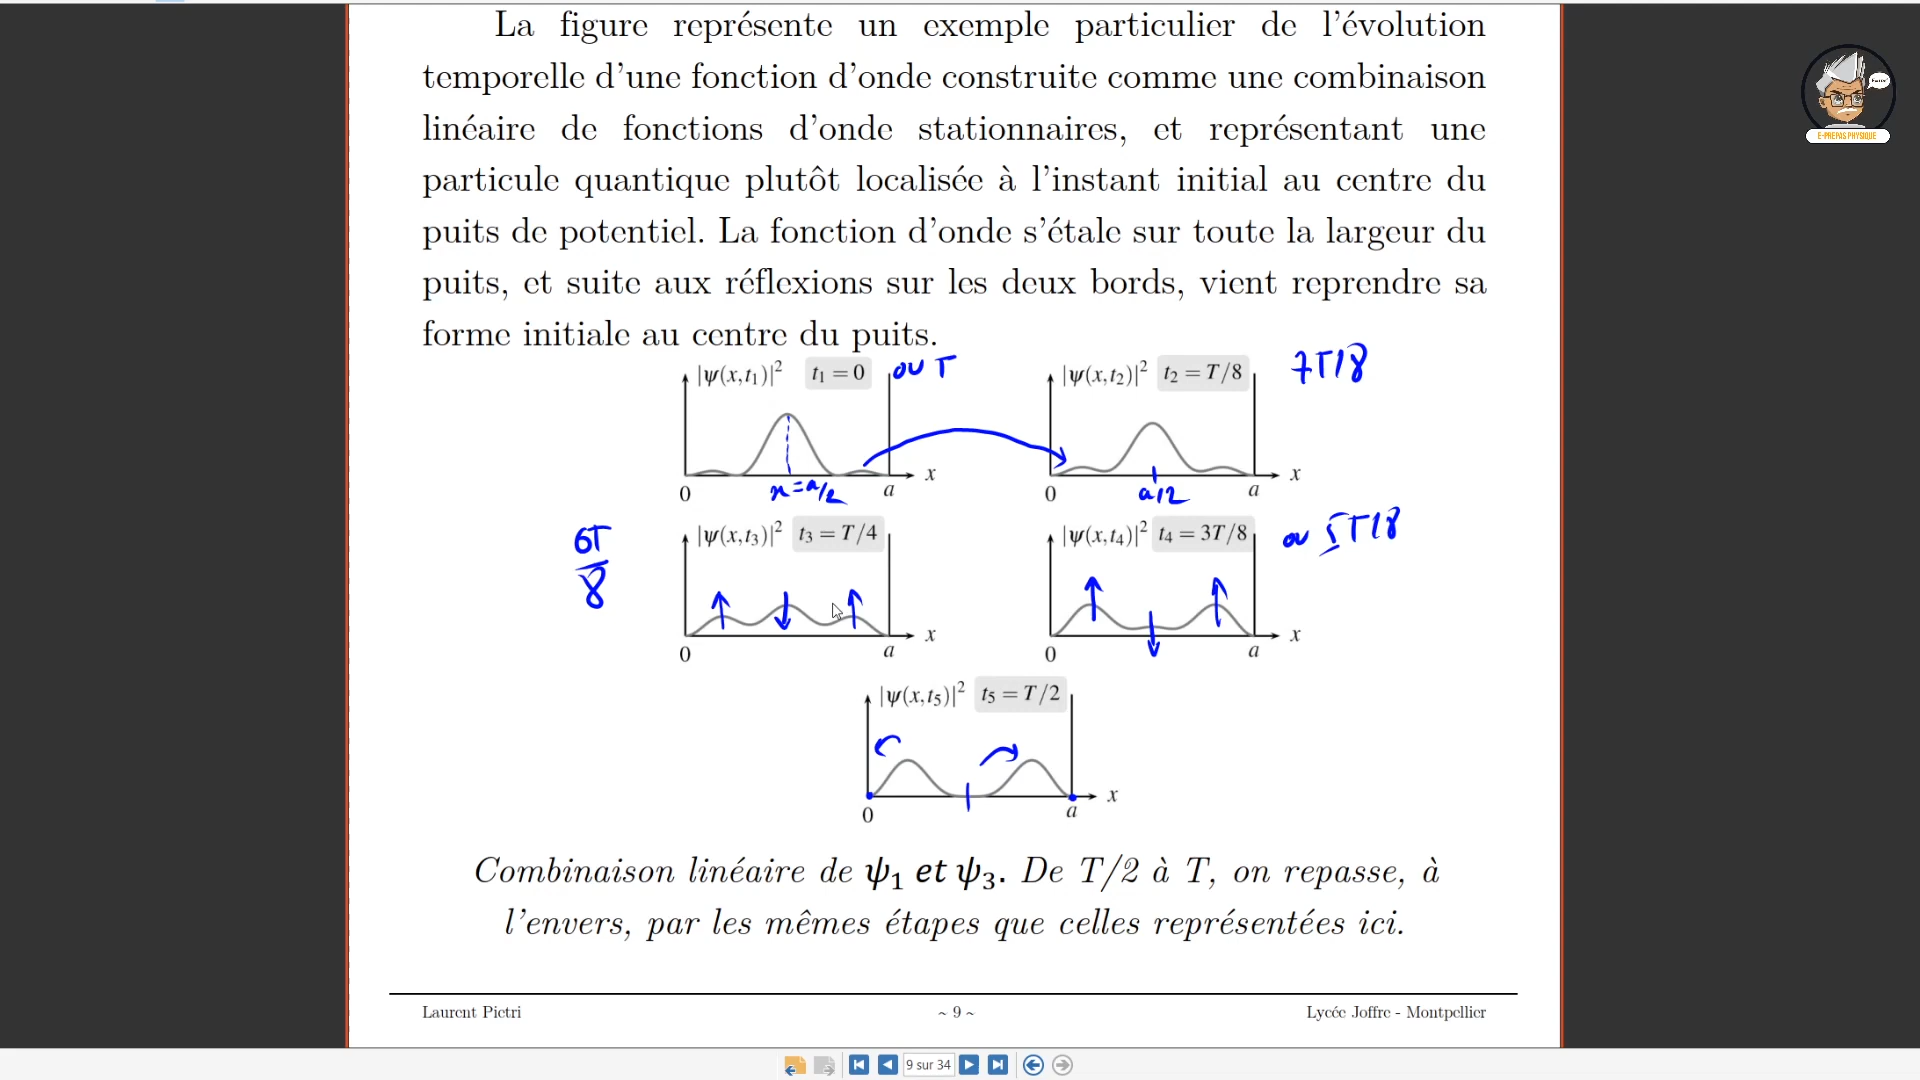 La figure représente un exemple particulier de l'évolution
temporelle d'une fonction d'onde construite comme une combinaison
linéaire de fonctions d'onde stationnaires, et représentant une
particule quantique plutôt localisée à l'instant initial au centre du
puits de potentiel. La fonction d'onde s'étale sur toute la largeur du
puits, et suite aux réflexions sur les deux bords, vient reprendre sa
forme initiale au centre du puits.
|ψ(x,t₁)|² t₁ = 0 ou T
x
0 x=a/2 a
|ψ(x,t₂)|² t₂ = T/8 7T/8
x
0 a/2 a
6T/8
|ψ(x,t₃)|² t₃ = T/4
x
0 a
|ψ(x,t₄)|² t₄ = 3T/8 ou 5T/8
x
0 a
|ψ(x,t₅)|² t₅ = T/2
x
0 a
Combinaison linéaire de ψ₁ et ψ₃. De T/2 à T, on repasse, à
l'envers, par les mêmes étapes que celles représentées ici.
Laurent Pietri ~ 9 ~ Lycée Joffre - Montpellier
9 sur 34
E-PREPAS PHYSIQUE